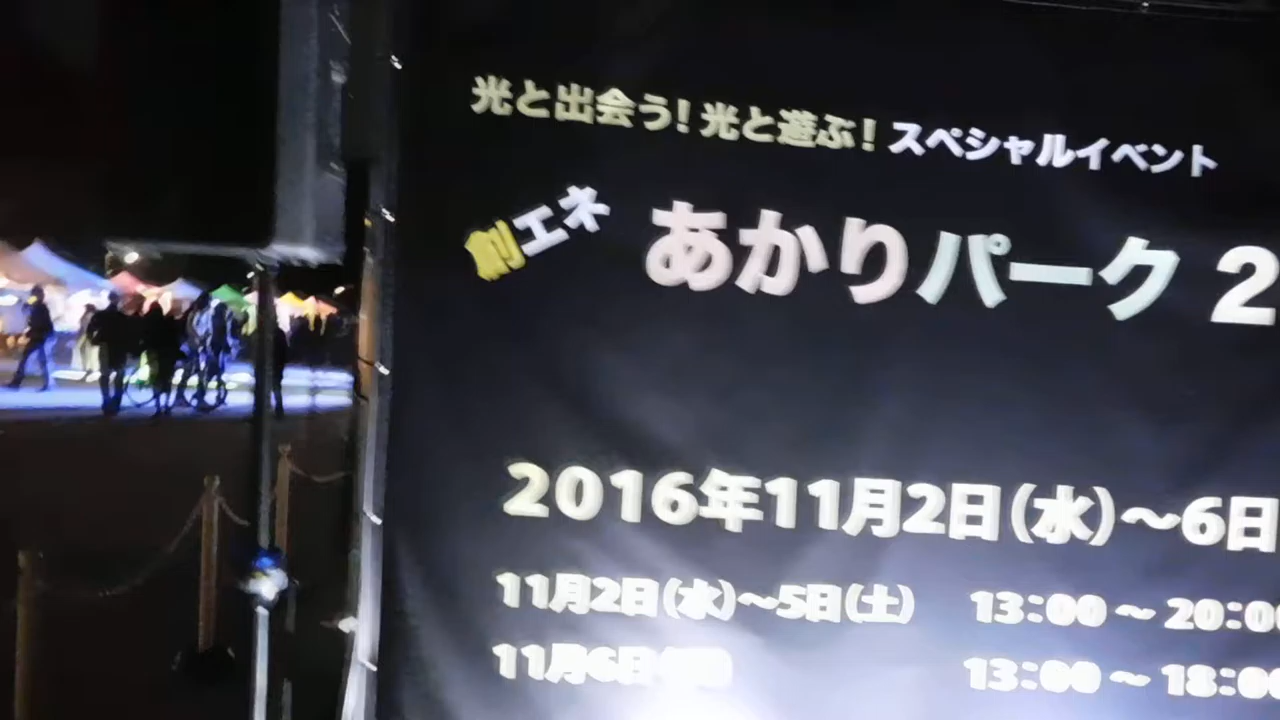 光と出会う!光と遊ぶ!スペシャルイベント
創エネ あかりパーク 2
2016年11月2日(水)〜6日
11月2日(水)〜5日(土) 13:00 〜 20:00
11月6日 13:00 〜 18:00